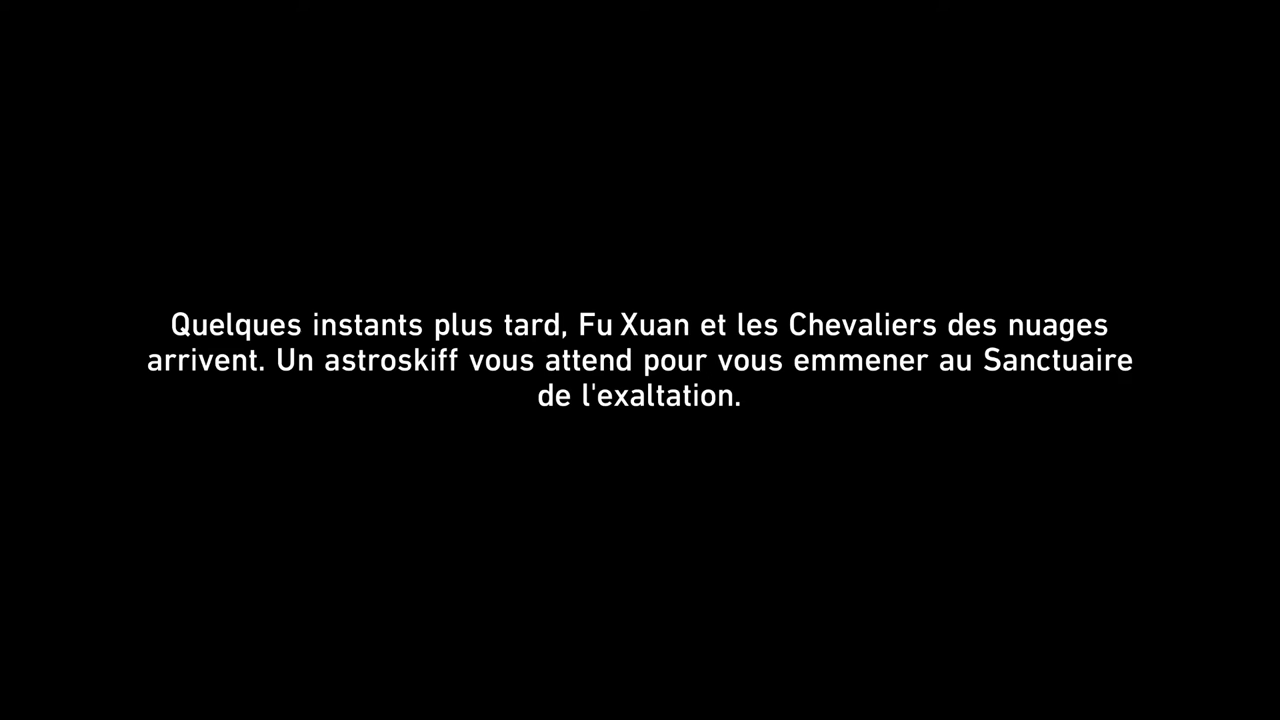 Quelques instants plus tard, Fu Xuan et les Chevaliers des nuages
arrivent. Un astroskiff vous attend pour vous emmener au Sanctuaire
de l'exaltation.